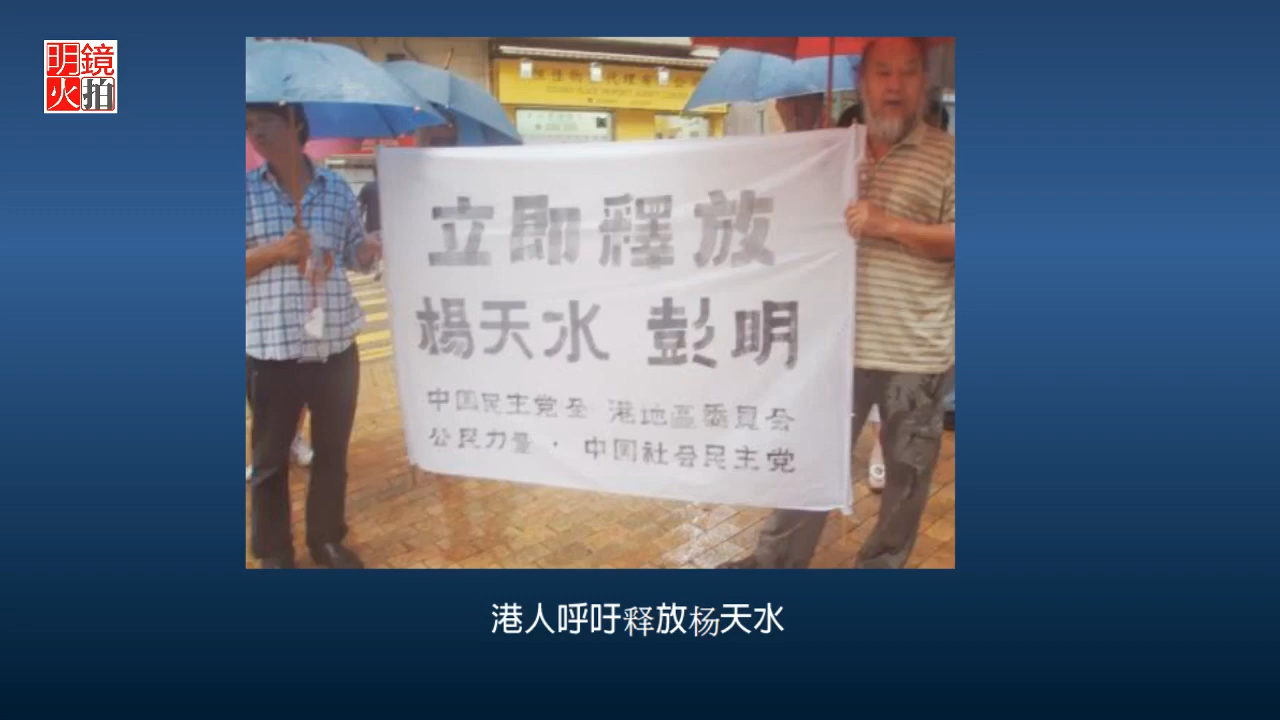 明鏡
火拍
立即釋放
楊天水 彭明
中国民主党全 港地區委員会
公民力量 · 中国社会民主党
港人呼吁释放杨天水